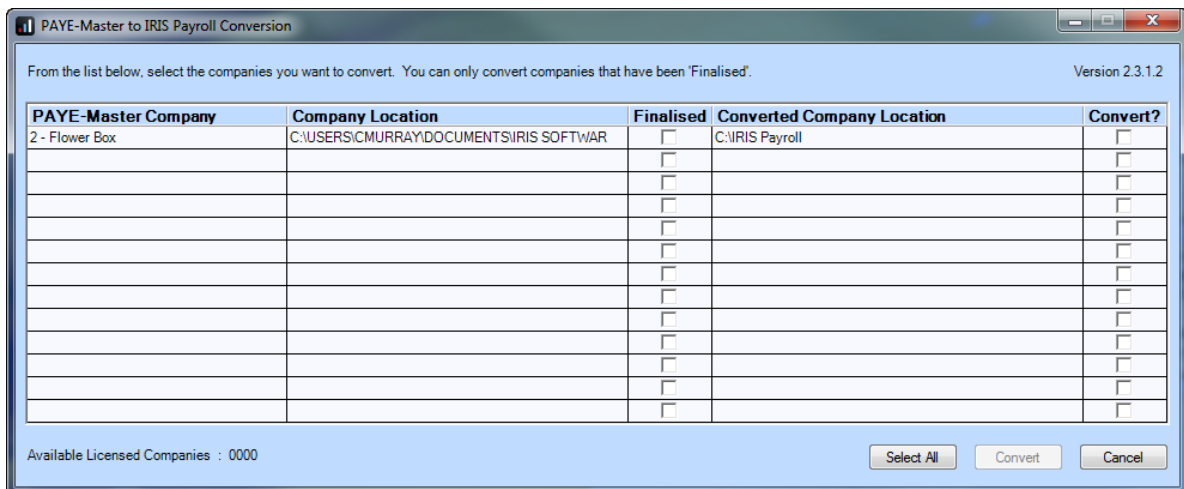 PAYE-Master to IRIS Payroll Conversion
From the list below, select the companies you want to convert. You can only convert companies that have been 'Finalised'. Version 2.3.1.2
PAYE-Master Company Company Location Finalised Converted Company Location Convert?
2 - Flower Box C:\USERS\CMURRAY\DOCUMENTS\IRIS SOFTWAR C:\IRIS Payroll
Available Licensed Companies : 0000 Select All Convert Cancel